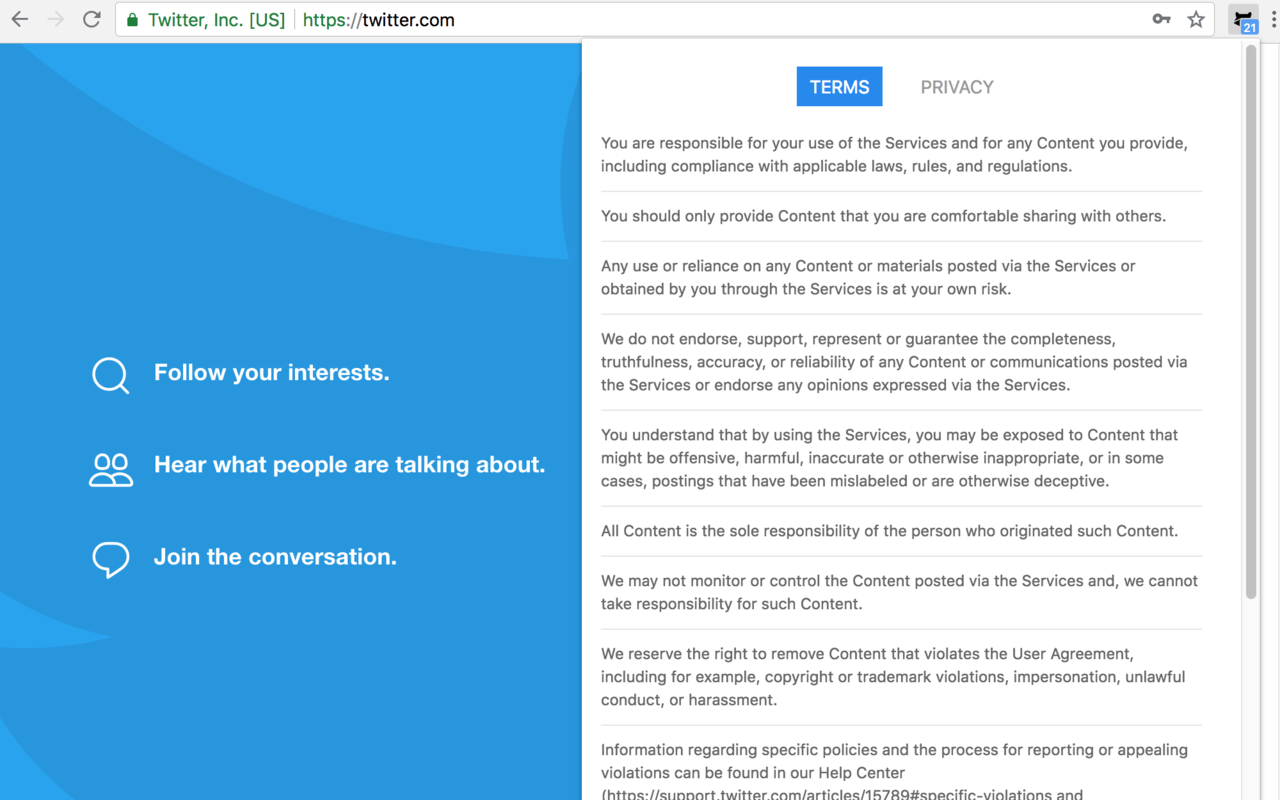 Twitter, Inc. [US] https://twitter.com
21
Follow your interests.
Hear what people are talking about.
Join the conversation.
TERMS PRIVACY
You are responsible for your use of the Services and for any Content you provide,
including compliance with applicable laws, rules, and regulations.
You should only provide Content that you are comfortable sharing with others.
Any use or reliance on any Content or materials posted via the Services or
obtained by you through the Services is at your own risk.
We do not endorse, support, represent or guarantee the completeness,
truthfulness, accuracy, or reliability of any Content or communications posted via
the Services or endorse any opinions expressed via the Services.
You understand that by using the Services, you may be exposed to Content that
might be offensive, harmful, inaccurate or otherwise inappropriate, or in some
cases, postings that have been mislabeled or are otherwise deceptive.
All Content is the sole responsibility of the person who originated such Content.
We may not monitor or control the Content posted via the Services and, we cannot
take responsibility for such Content.
We reserve the right to remove Content that violates the User Agreement,
including for example, copyright or trademark violations, impersonation, unlawful
conduct, or harassment.
Information regarding specific policies and the process for reporting or appealing
violations can be found in our Help Center
(https://support.twitter.com/articles/15789#specific-violations and